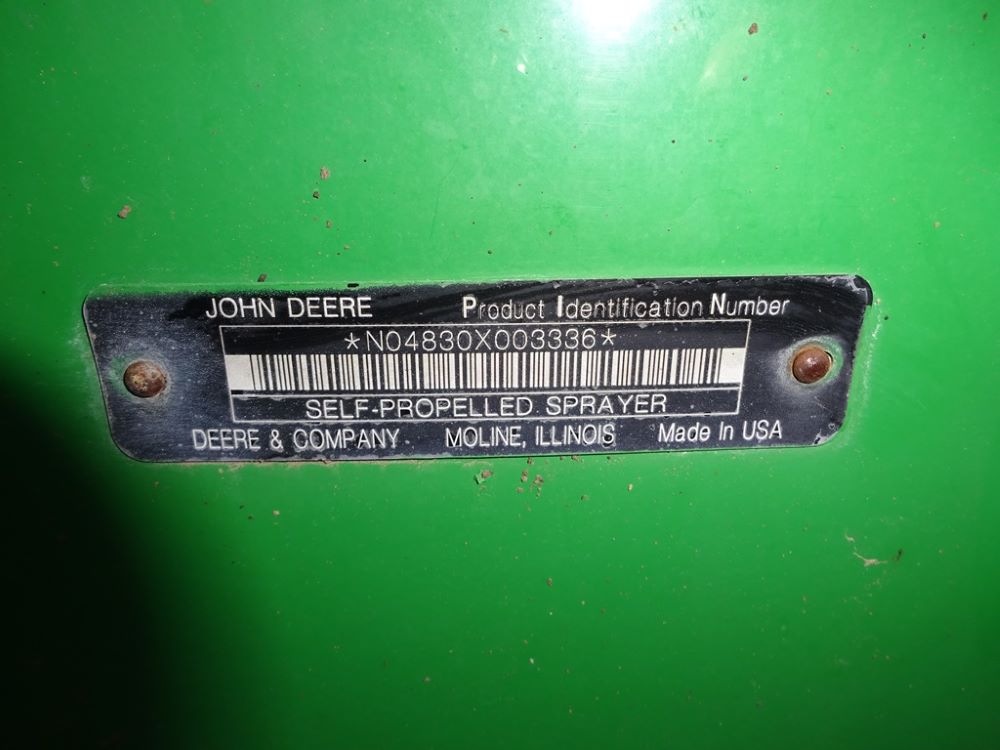 JOHN DEERE Product Identification Number
*N04830X003336*
SELF-PROPELLED SPRAYER
DEERE & COMPANY MOLINE, ILLINOIS Made In USA